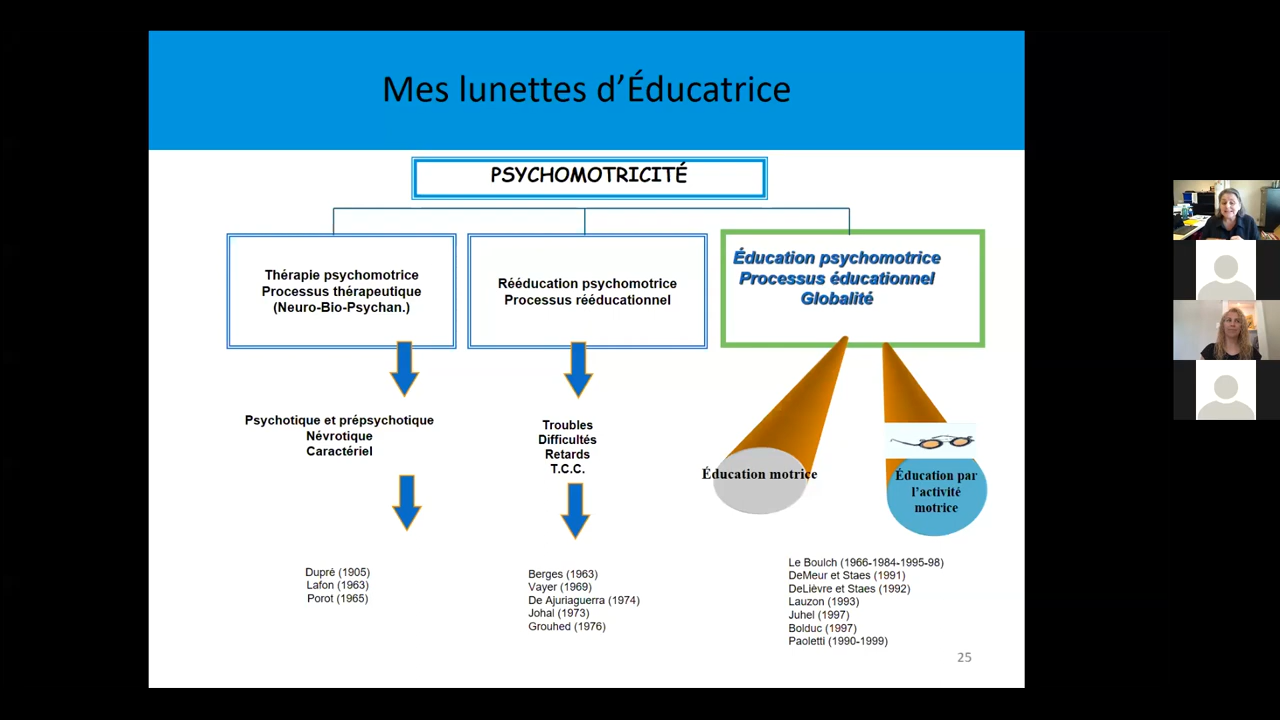 Mes lunettes d’Éducatrice
PSYCHOMOTRICITÉ
Thérapie psychomotrice
Processus thérapeutique
(Neuro-Bio-Psychan.)
Rééducation psychomotrice
Processus rééducationnel
Éducation psychomotrice
Processus éducationnel
Globalité
Psychotique et prépsychotique
Névrotique
Caractériel
Troubles
Difficultés
Retards
T.C.C.
Éducation motrice
Éducation par
l’activité
motrice
Dupré (1905)
Lafon (1963)
Porot (1965)
Berges (1963)
Vayer (1969)
De Ajuriaguerra (1974)
Johal (1973)
Grouhed (1976)
Le Boulch (1966-1984-1995-98)
DeMeur et Staes (1991)
DeLièvre et Staes (1992)
Lauzon (1993)
Juhel (1997)
Bolduc (1997)
Paoletti (1990-1999)
25